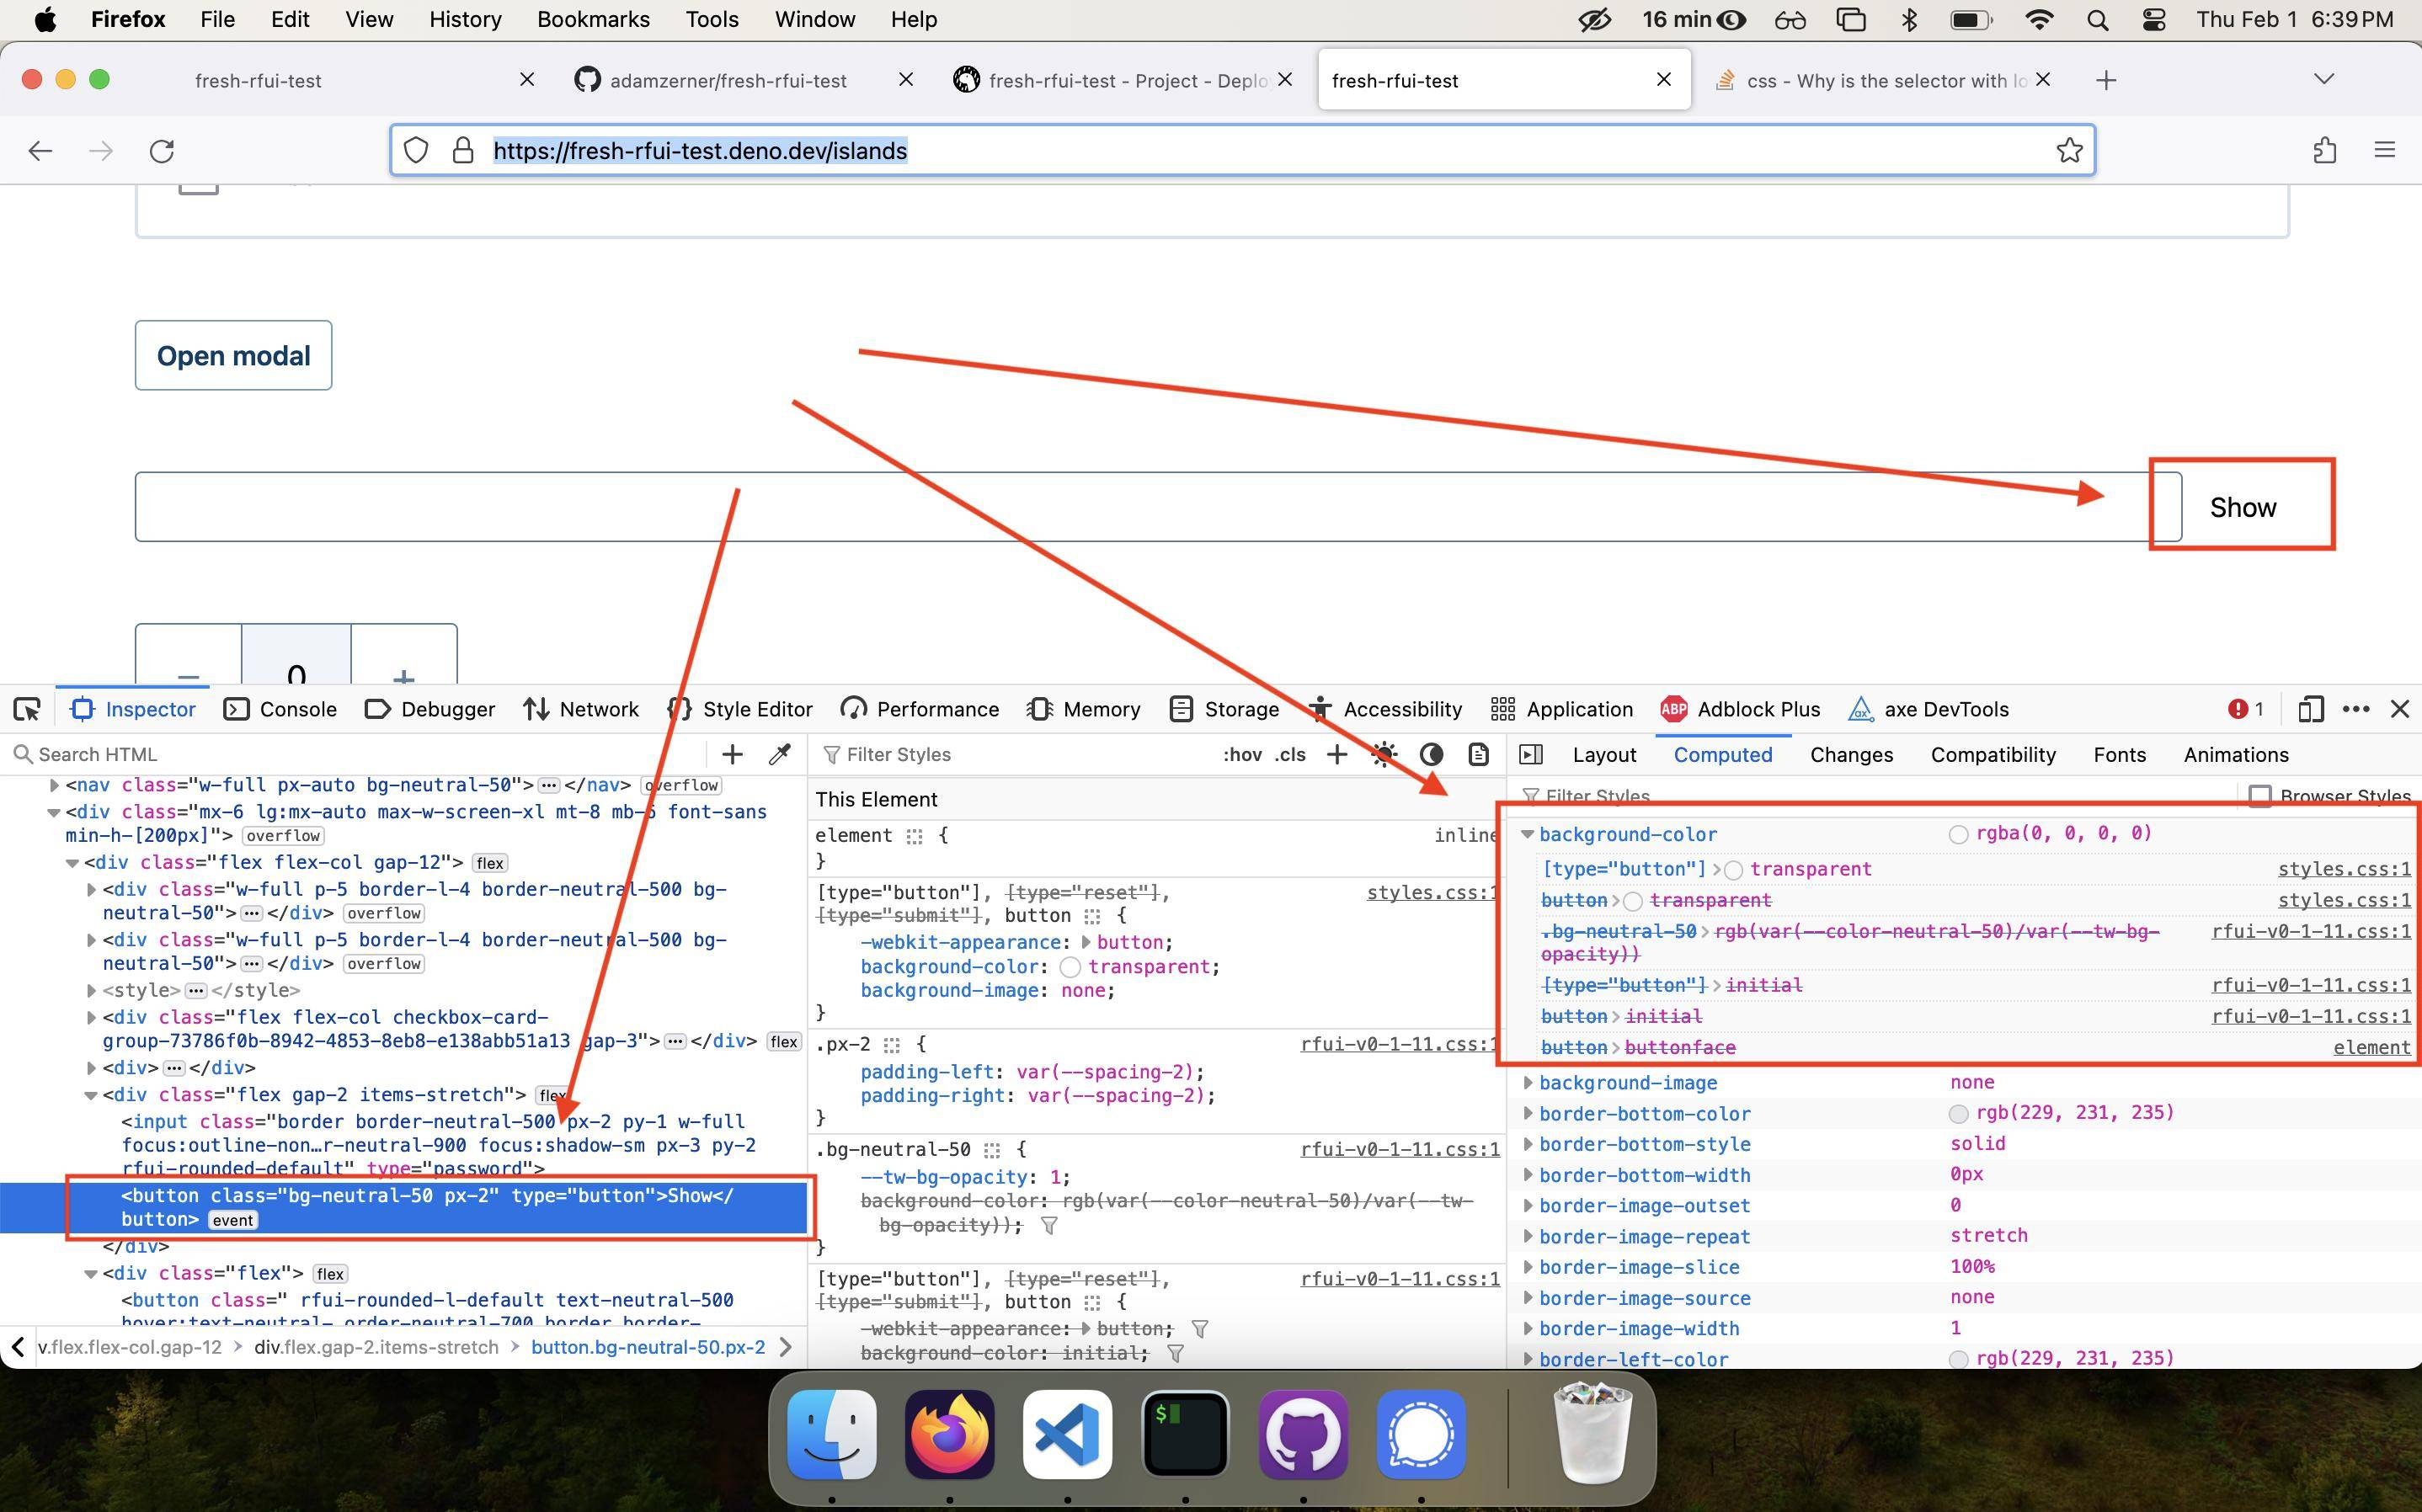 Firefox File Edit View History Bookmarks Tools Window Help 16 min Thu Feb 1 6:39 PM
fresh-rfui-test adamzerner/fresh-rfui-test fresh-rfui-test - Project - Deplo fresh-rfui-test css - Why is the selector with lo
https://fresh-rfui-test.deno.dev/islands
Open modal
Show
0
Inspector Console Debugger Network Style Editor Performance Memory Storage Accessibility Application ABP Adblock Plus ax axe DevTools 1
Search HTML
<nav class="w-full px-auto bg-neutral-50"> </nav> overflow
<div class="mx-6 lg:mx-auto max-w-screen-xl mt-8 mb-6 font-sans
min-h-[200px]"> overflow
<div class="flex flex-col gap-12"> flex
<div class="w-full p-5 border-l-4 border-neutral-500 bg-
neutral-50"> </div> overflow
<div class="w-full p-5 border-l-4 border-neutral-500 bg-
neutral-50"> </div> overflow
<style> </style>
<div class="flex flex-col checkbox-card-
group-73786f0b-8942-4853-8eb8-e138abb51a13 gap-3"> </div> flex
<div> </div>
<div class="flex gap-2 items-stretch"> flex
<input class="border border-neutral-500 px-2 py-1 w-full
focus:outline-non…r-neutral-900 focus:shadow-sm px-3 py-2
rfui-rounded-default" type="password">
<button class="bg-neutral-50 px-2" type="button">Show</
button> event
</div>
<div class="flex"> flex
<button class=" rfui-rounded-l-default text-neutral-500
v.flex.flex-col.gap-12 > div.flex.gap-2.items-stretch > button.bg-neutral-50.px-2
Filter Styles :hov .cls
This Element
element { inline
}
[type="button"], [type="reset"], styles.css:1
[type="submit"], button {
-webkit-appearance: button;
background-color: transparent;
background-image: none;
}
.px-2 { rfui-v0-1-11.css:1
padding-left: var(--spacing-2);
padding-right: var(--spacing-2);
}
.bg-neutral-50 { rfui-v0-1-11.css:1
--tw-bg-opacity: 1;
background-color: rgb(var(--color-neutral-50)/var(--tw-
bg-opacity));
}
[type="button"], [type="reset"], rfui-v0-1-11.css:1
[type="submit"], button {
-webkit-appearance: button;
background-color: initial;
Layout Computed Changes Compatibility Fonts Animations
Filter Styles Browser Styles
background-color rgba(0, 0, 0, 0)
[type="button"] > transparent styles.css:1
button > transparent styles.css:1
.bg-neutral-50 > rgb(var(--color-neutral-50)/var(--tw-bg- rfui-v0-1-11.css:1
opacity))
[type="button"] > initial rfui-v0-1-11.css:1
button > initial rfui-v0-1-11.css:1
button > buttonface element
background-image none
border-bottom-color rgb(229, 231, 235)
border-bottom-style solid
border-bottom-width 0px
border-image-outset 0
border-image-repeat stretch
border-image-slice 100%
border-image-source none
border-image-width 1
border-left-color rgb(229, 231, 235)
$